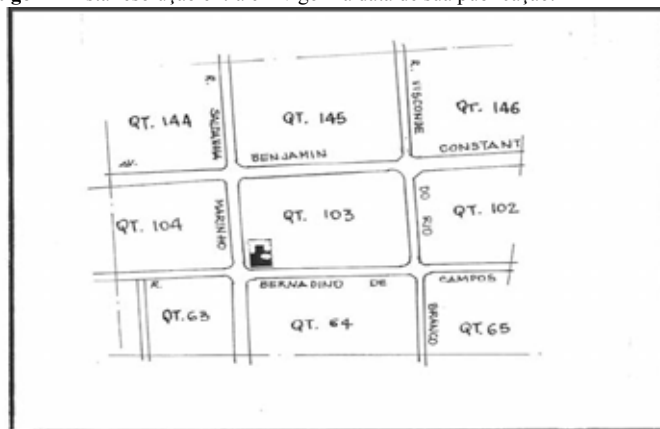 QT. 144
R. SALDANHA
QT. 145
R. VISCONDE
QT. 146
AV.
BENJAMIN
CONSTANT
QT. 104
MARINHO
QT. 103
DO RIO
QT. 102
R.
BERNADINO DE
CAMPOS
QT. 63
QT. 64
BRANCO
QT. 65